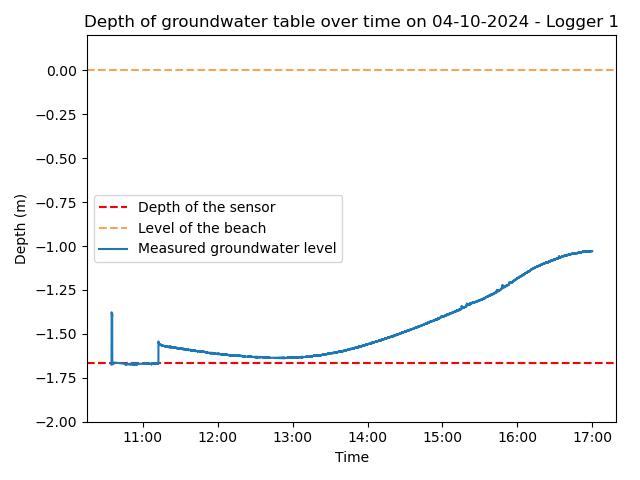 Depth of groundwater table over time on 04-10-2024 - Logger 1
0.00
−0.25
−0.50
−0.75
−1.00
−1.25
−1.50
−1.75
−2.00
Depth (m)
Depth of the sensor
Level of the beach
Measured groundwater level
11:00 12:00 13:00 14:00 15:00 16:00 17:00
Time